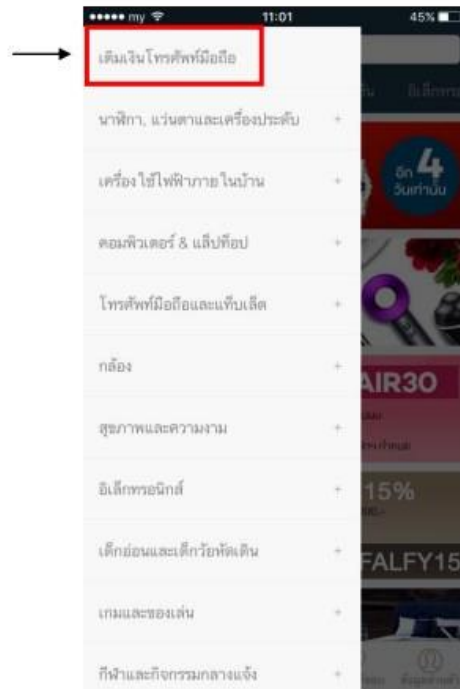 my 11:01 45%
เติมเงินโทรศัพท์มือถือ
นาฬิกา, แว่นตาและเครื่องประดับ +
เครื่องใช้ไฟฟ้าภายในบ้าน +
คอมพิวเตอร์ & แล็ปท็อป +
โทรศัพท์มือถือและแท็บเล็ต +
กล้อง +
สุขภาพและความงาม +
อิเล็กทรอนิกส์ +
เด็กอ่อนและเด็กวัยหัดเดิน +
เกมและของเล่น +
กีฬาและกิจกรรมกลางแจ้ง +
อิเล็กทร
อีก 4
วันเท่านั้น
AIR30
15%
FALFY15